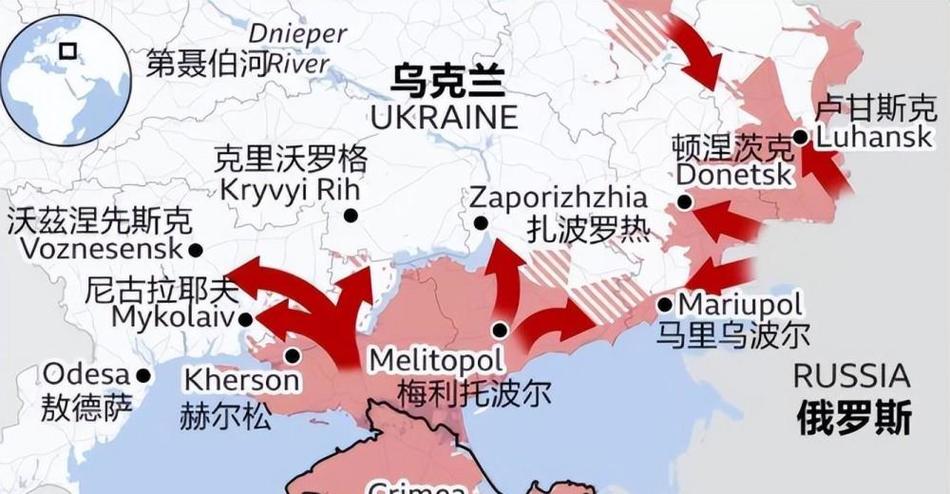 Dnieper
第聂伯河River
乌克兰
UKRAINE
卢甘斯克
Luhansk
顿涅茨克
Donetsk
克里沃罗格
Kryvyi Rih
Zaporizhzhia
扎波罗热
沃兹涅先斯克
Voznesensk
尼古拉耶夫
Mykolaiv
Mariupol
马里乌波尔
Melitopol
梅利托波尔
Odesa
敖德萨
Kherson
赫尔松
RUSSIA
俄罗斯
Crimea